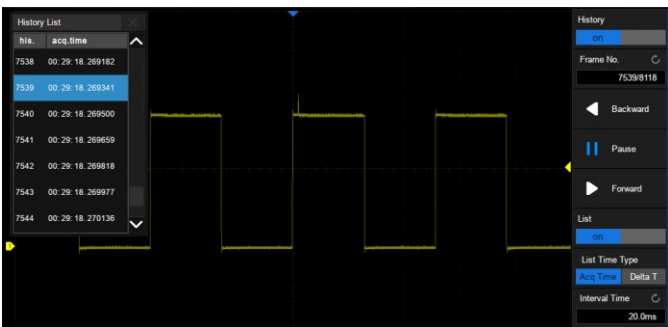 History List
his. acq.time
7538 00: 29: 18. 269182
7539 00: 29: 18. 269341
7540 00: 29: 18. 269500
7541 00: 29: 18. 269659
7542 00: 29: 18. 269818
7543 00: 29: 18. 269977
7544 00: 29: 18. 270136
History
on
Frame No.
7539/8118
Backward
Pause
Forward
List
on
List Time Type
Acq Time Delta T
Interval Time
20.0ms